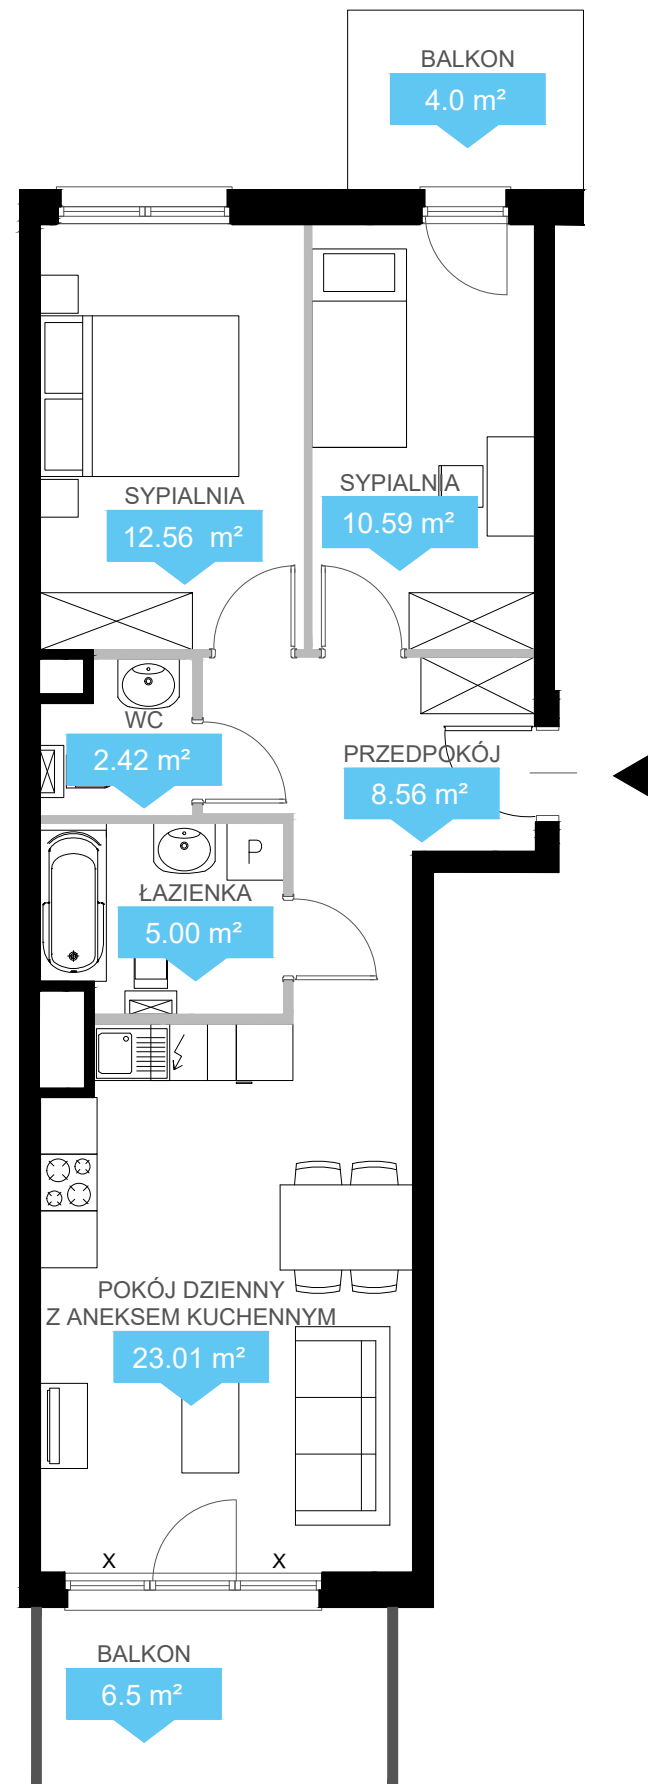 BALKON
4.0 m²
SYPIALNIA
12.56 m²
SYPIALNIA
10.59 m²
WC
2.42 m²
PRZEDPOKÓJ
8.56 m²
P
ŁAZIENKA
5.00 m²
POKÓJ DZIENNY
Z ANEKSEM KUCHENNYM
23.01 m²
X X
BALKON
6.5 m²